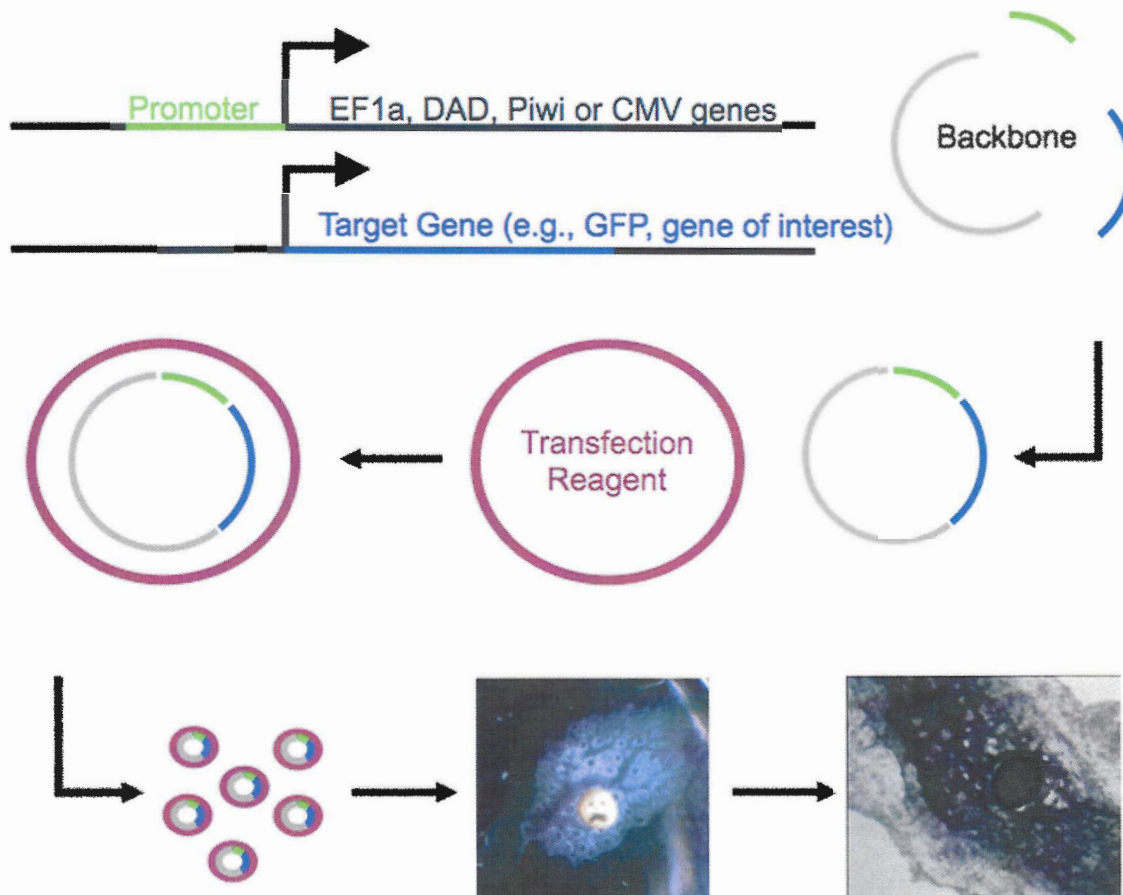 Promoter
EF1a, DAD, Piwi or CMV genes
Backbone
Target Gene (e.g., GFP, gene of interest)
Transfection
Reagent